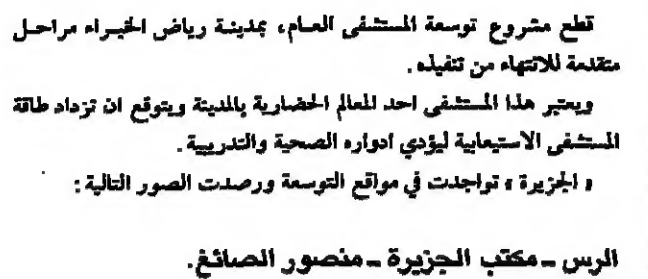 قطع مشروع توسعة المستشفى العام، بمدينة رياض الخبراء مراحل
متقدمة للانتهاء من تنفيذه.
ويعتبر هذا المستشفى احد المعالم الحضارية بالمدينة ويتوقع ان تزداد طاقة
المستشفى الاستيعابية ليؤدي ادواره الصحية والتدريبية.
« الجزيرة » تواجدت في مواقع التوسعة ورصدت الصور التالية:
الرس ـ مكتب الجزيرة ـ منصور الصائغ.